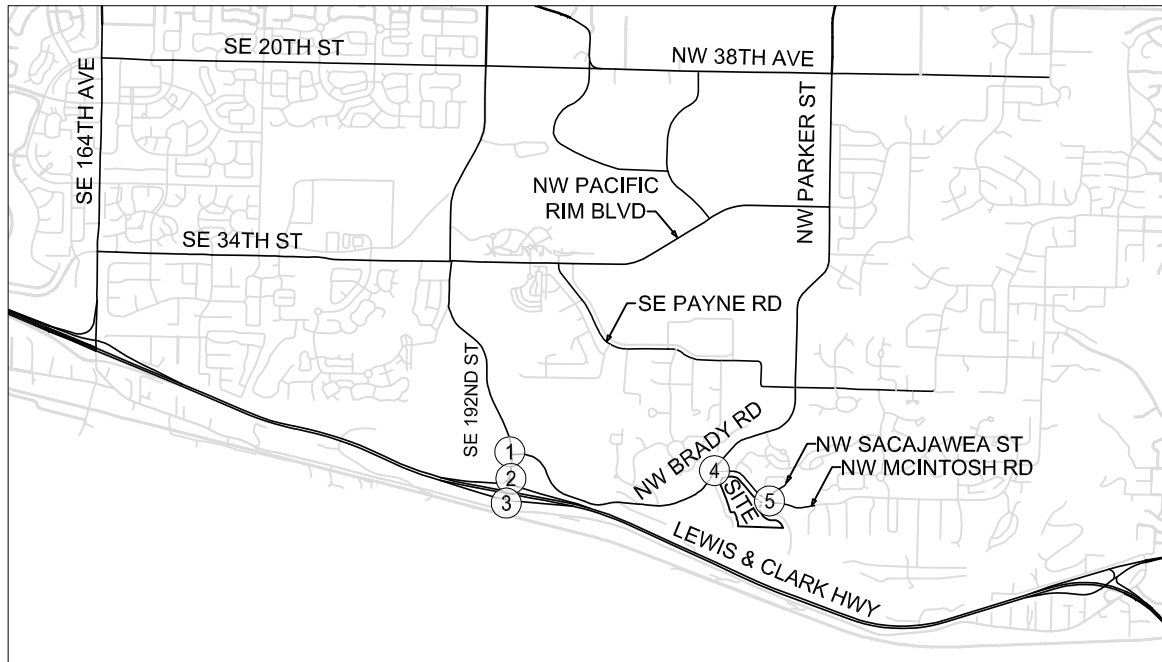 SE 20TH ST
NW 38TH AVE
SE 164TH AVE
NW PARKER ST
NW PACIFIC
RIM BLVD
SE 34TH ST
SE PAYNE RD
SE 192ND ST
NW BRADY RD
NW SACAJAWEA ST
NW MCINTOSH RD
1
2
3
4
SITE
5
LEWIS & CLARK HWY